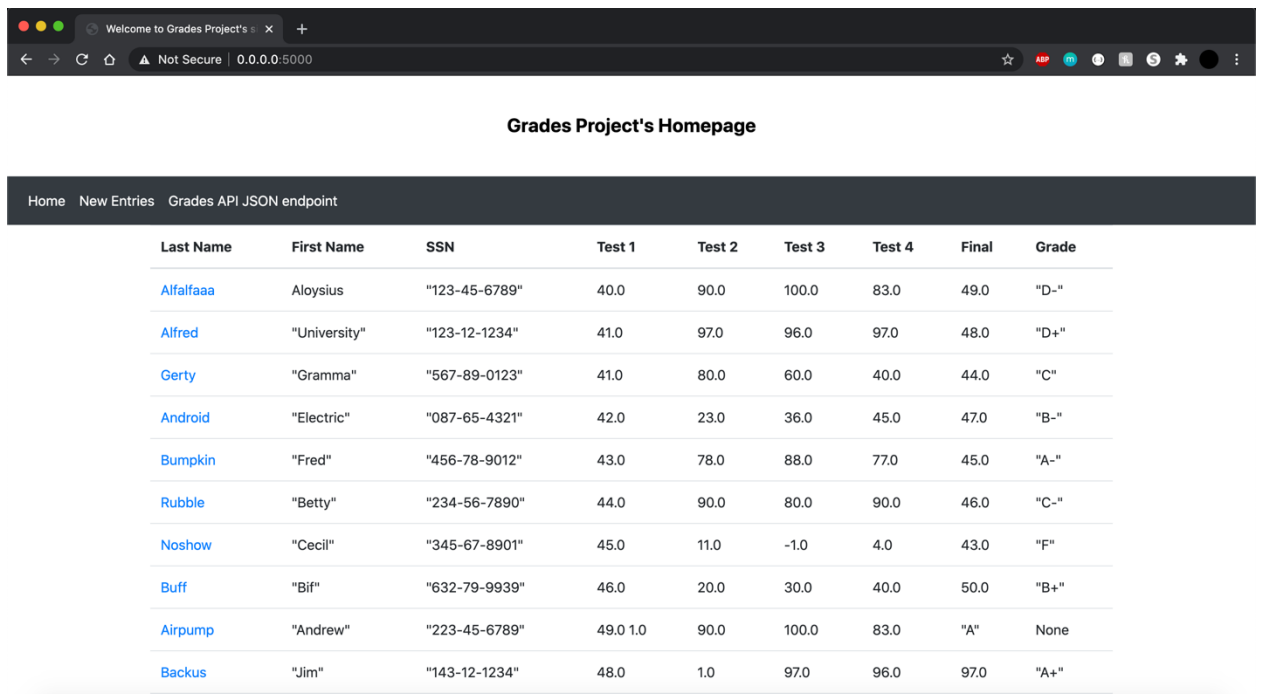 Welcome to Grades Project's s
Not Secure | 0.0.0.0:5000
ABP
Grades Project's Homepage
Home New Entries Grades API JSON endpoint
Last Name First Name SSN Test 1 Test 2 Test 3 Test 4 Final Grade
Alfalfaaa Aloysius "123-45-6789" 40.0 90.0 100.0 83.0 49.0 "D-"
Alfred "University" "123-12-1234" 41.0 97.0 96.0 97.0 48.0 "D+"
Gerty "Gramma" "567-89-0123" 41.0 80.0 60.0 40.0 44.0 "C"
Android "Electric" "087-65-4321" 42.0 23.0 36.0 45.0 47.0 "B-"
Bumpkin "Fred" "456-78-9012" 43.0 78.0 88.0 77.0 45.0 "A-"
Rubble "Betty" "234-56-7890" 44.0 90.0 80.0 90.0 46.0 "C-"
Noshow "Cecil" "345-67-8901" 45.0 11.0 -1.0 4.0 43.0 "F"
Buff "Bif" "632-79-9939" 46.0 20.0 30.0 40.0 50.0 "B+"
Airpump "Andrew" "223-45-6789" 49.0 1.0 90.0 100.0 83.0 "A" None
Backus "Jim" "143-12-1234" 48.0 1.0 97.0 96.0 97.0 "A+"